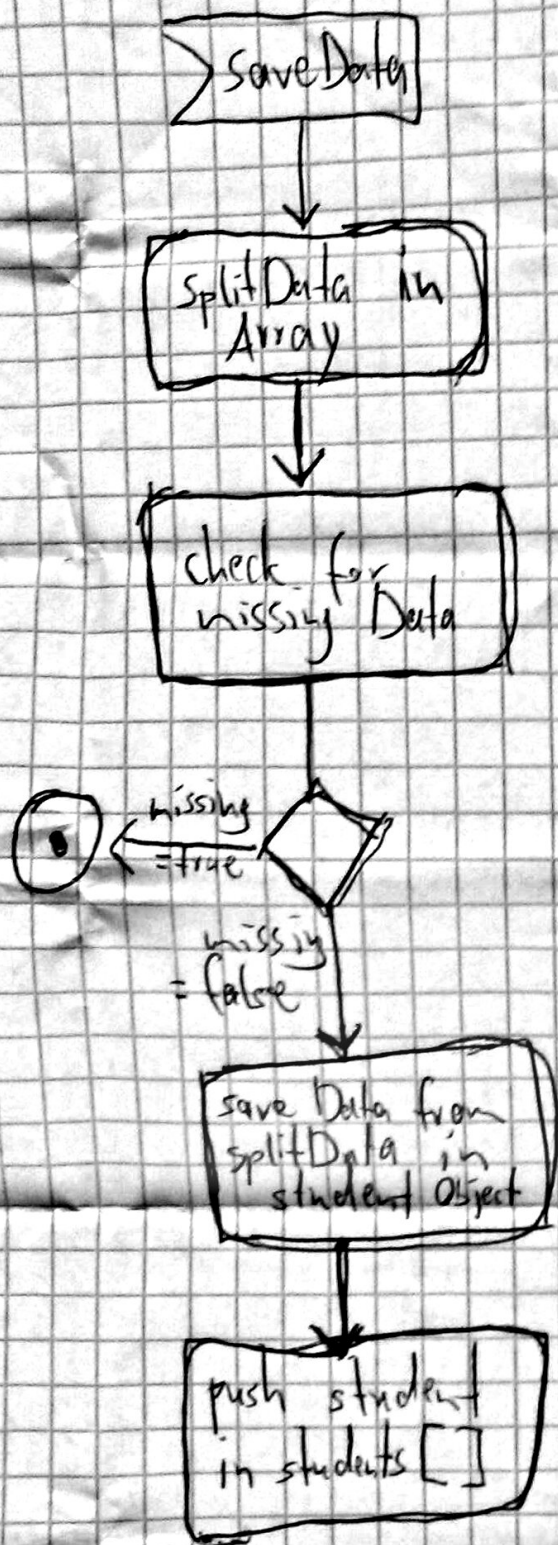 saveData
splitData in
Array
check for
missing Data
missing
=true
missig
= false
save Data from
splitData in
student Object
push student
in students []